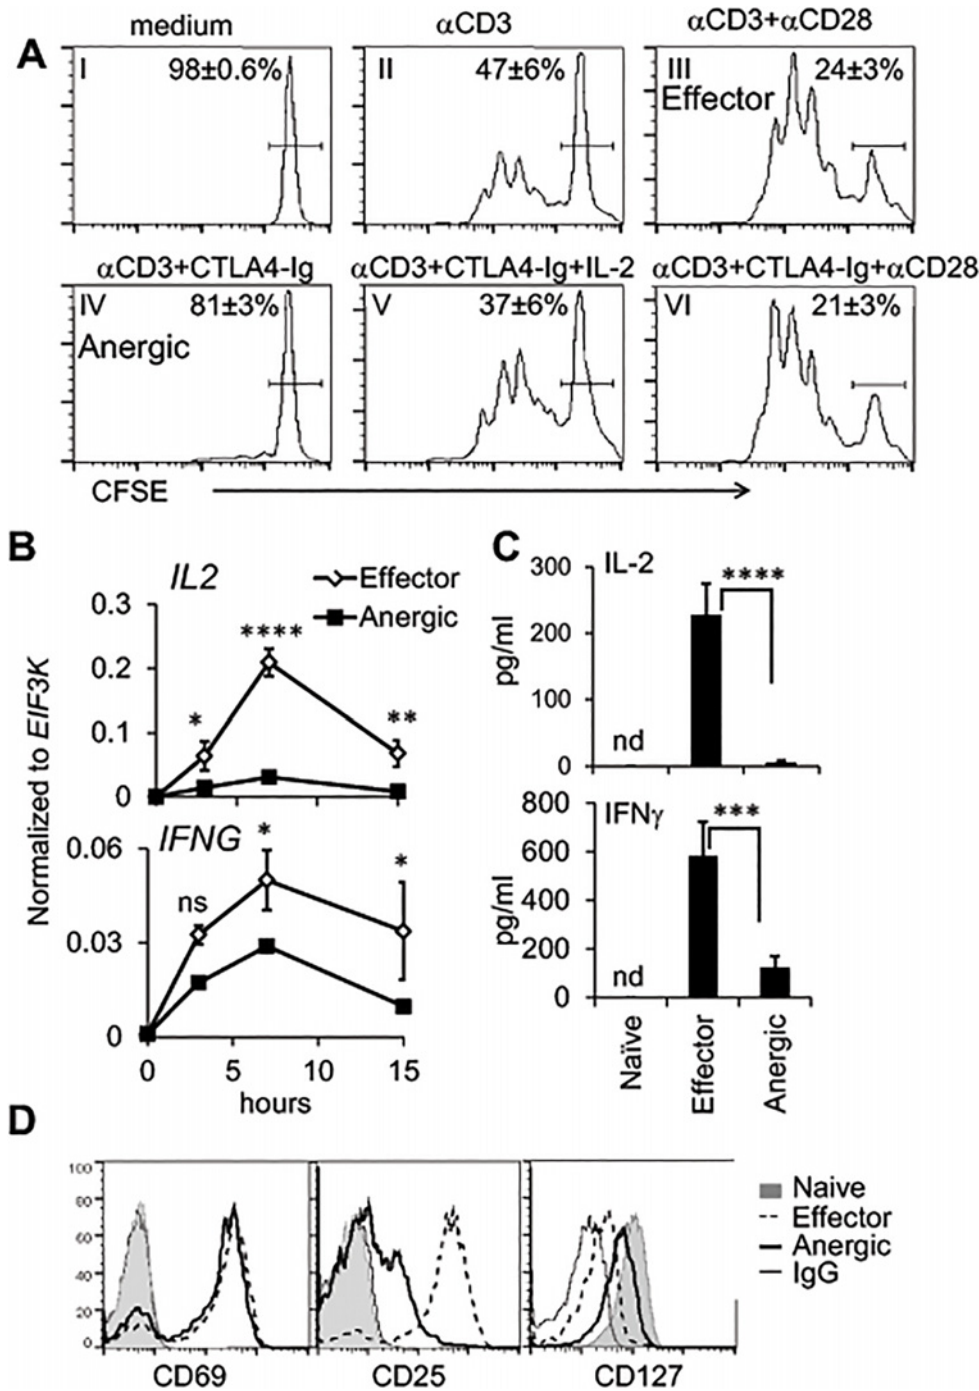 A
medium
αCD3
αCD3+αCD28
I
98±0.6%
II
47±6%
III
24±3%
Effector
αCD3+CTLA4-Ig
αCD3+CTLA4-Ig+IL-2
αCD3+CTLA4-Ig+αCD28
IV
81±3%
Anergic
V
37±6%
VI
21±3%
CFSE
B
IL2
Effector
Anergic
0.3
0.2
0.1
0
*
****
**
Normalized to EIF3K
IFNG
0.06
0.03
0
ns
*
*
0
5
10
15
hours
C
IL-2
****
300
200
100
0
pg/ml
nd
IFNγ
***
800
600
400
200
0
pg/ml
nd
Naïve
Effector
Anergic
D
100
80
60
40
20
0
CD69
CD25
CD127
Naive
Effector
Anergic
IgG